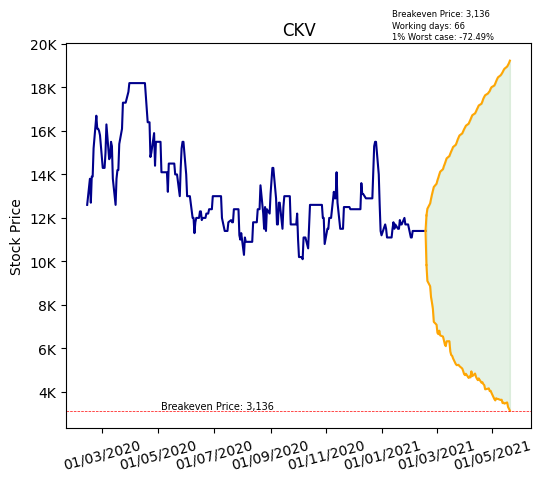 Breakeven Price: 3,136
Working days: 66
1% Worst case: -72.49%
CKV
Stock Price
20K
18K
16K
14K
12K
10K
8K
6K
4K
Breakeven Price: 3,136
01/03/2020
01/05/2020
01/07/2020
01/09/2020
01/11/2020
01/01/2021
01/03/2021
01/05/2021